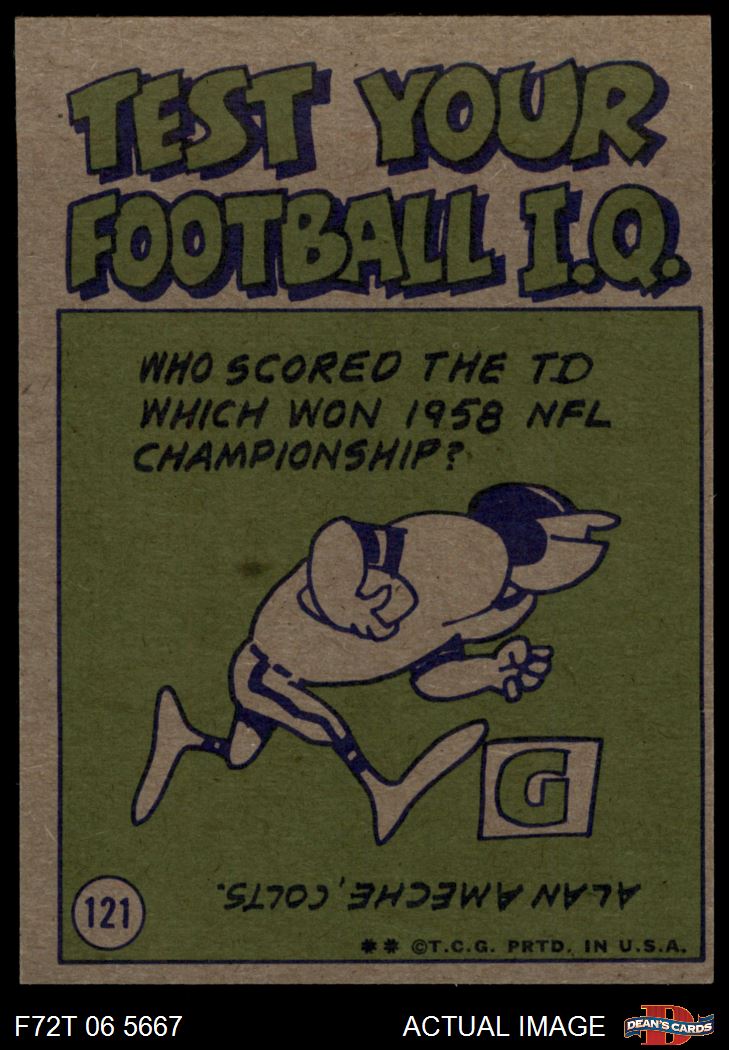 TEST YOUR
FOOTBALL I.Q.
WHO SCORED THE TD
WHICH WON 1958 NFL
CHAMPIONSHIP?
G
ALAN AMECHE, COLTS.
121
** ©T.C.G. PRTD. IN U.S.A.
F72T 06 5667
ACTUAL IMAGE
D
DEAN'S CARDS